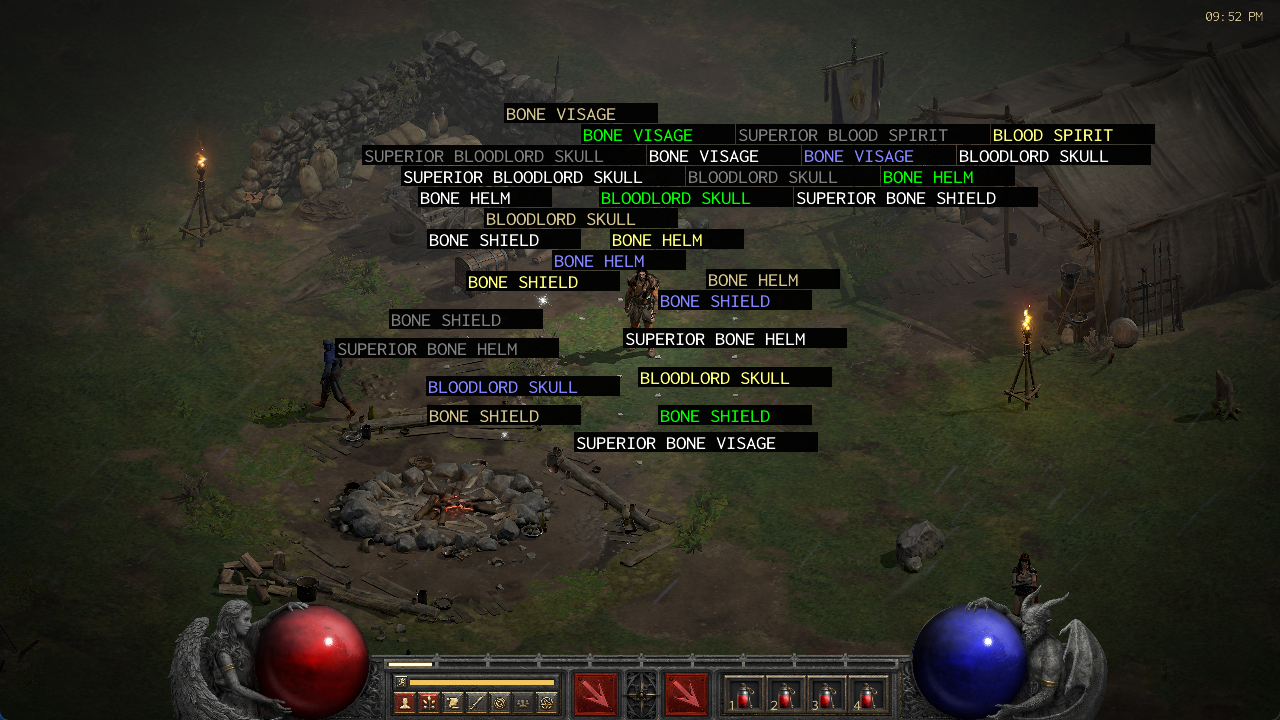 09:52 PM
BONE VISAGE
BONE VISAGE SUPERIOR BLOOD SPIRIT BLOOD SPIRIT
SUPERIOR BLOODLORD SKULL BONE VISAGE BONE VISAGE BLOODLORD SKULL
SUPERIOR BLOODLORD SKULL BLOODLORD SKULL BONE HELM
BONE HELM BLOODLORD SKULL SUPERIOR BONE SHIELD
BLOODLORD SKULL
BONE SHIELD BONE HELM
BONE HELM
BONE SHIELD BONE HELM
BONE SHIELD
BONE SHIELD
SUPERIOR BONE HELM
SUPERIOR BONE HELM
BLOODLORD SKULL
BLOODLORD SKULL
BONE SHIELD BONE SHIELD
SUPERIOR BONE VISAGE
1 2 3 4